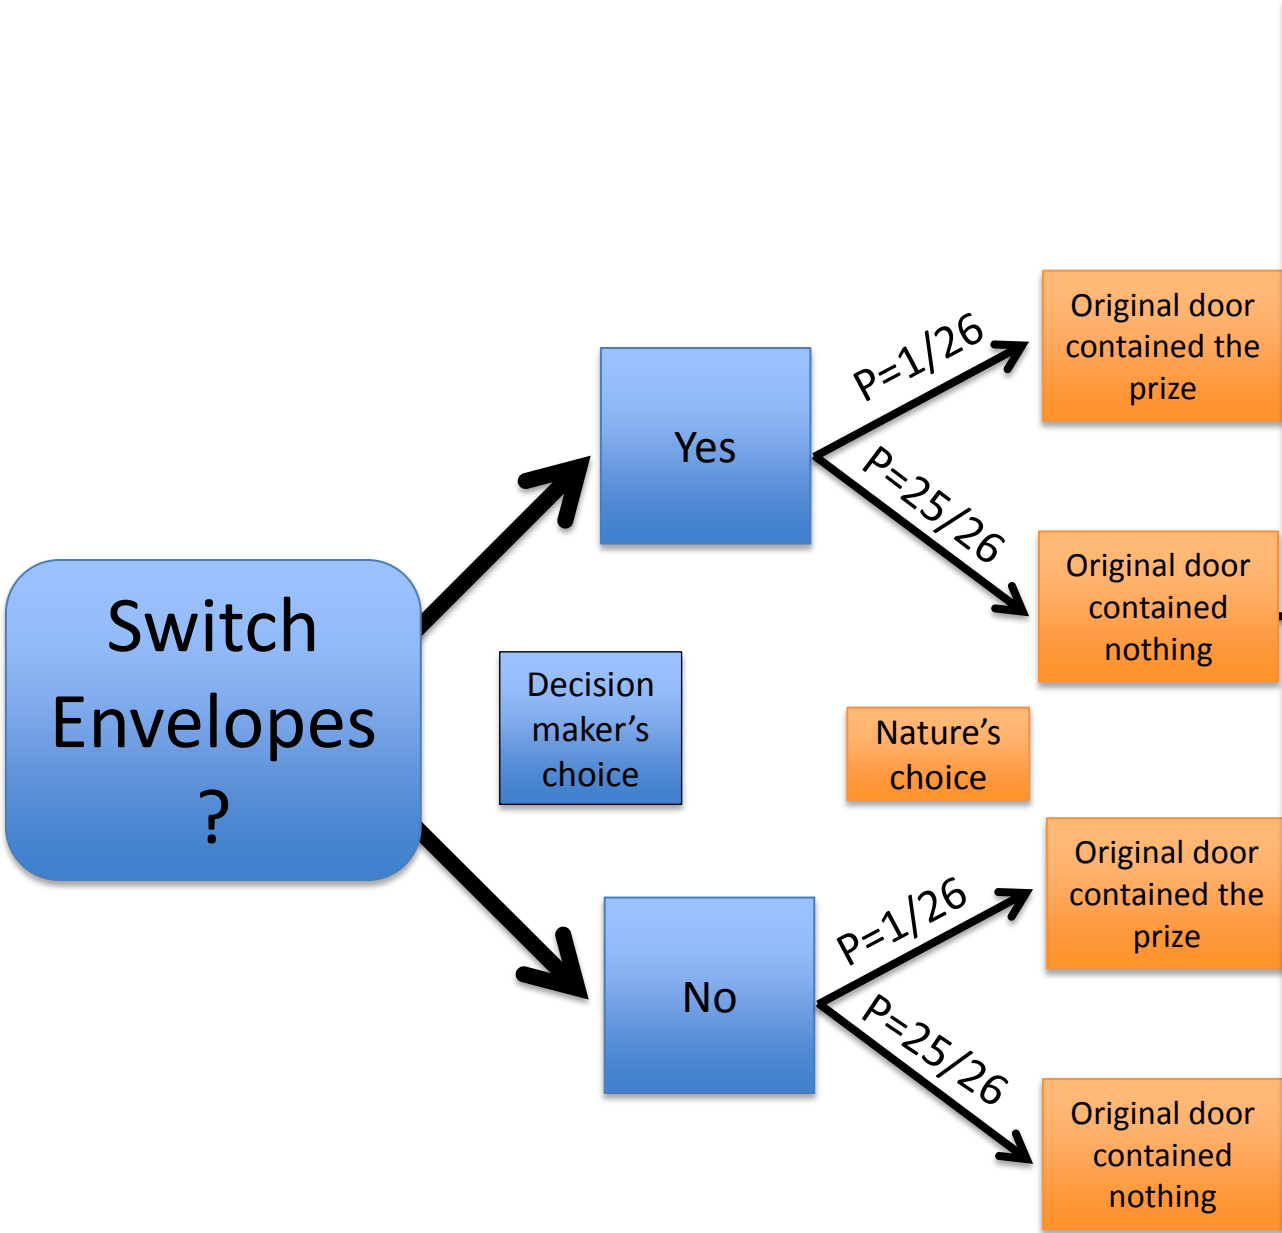 Switch
Envelopes
?
Yes
P=1/26
Original door
contained the
prize
P=25/26
Original door
contained
nothing
Decision
maker’s
choice
Nature’s
choice
No
P=1/26
Original door
contained the
prize
P=25/26
Original door
contained
nothing